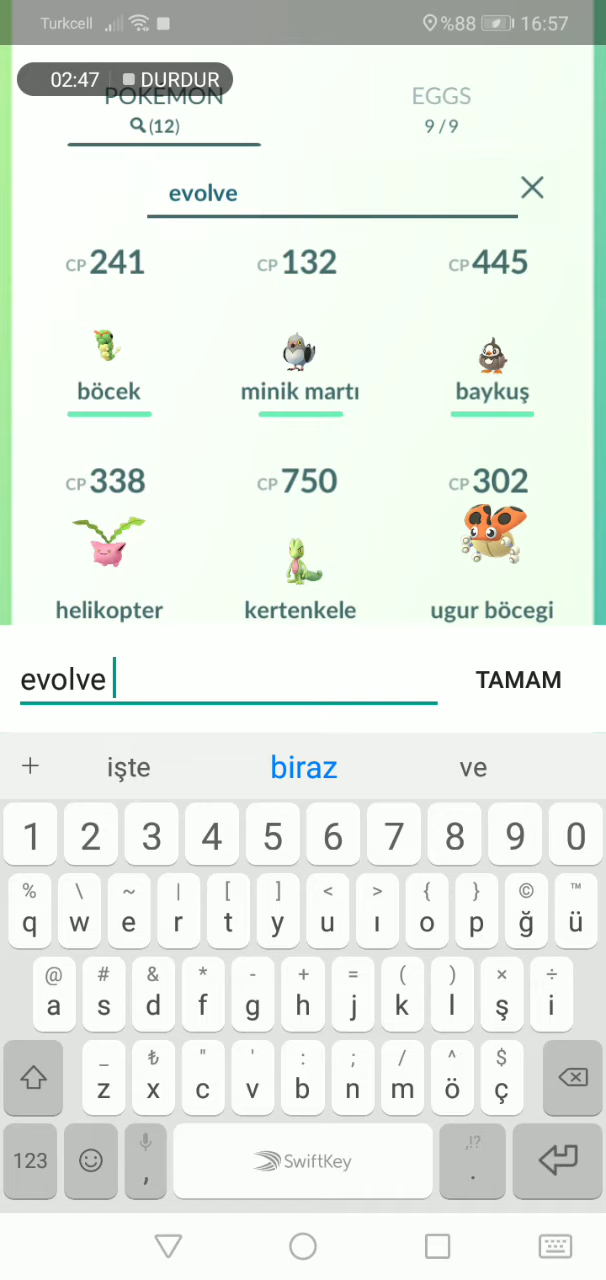 Turkcell %88 16:57
02:47 DURDUR
POKÉMON EGGS
(12) 9 / 9
evolve
CP 241 CP 132 CP 445
böcek minik martı baykuş
CP 338 CP 750 CP 302
helikopter kertenkele ugur böcegi
evolve TAMAM
+ işte biraz ve
1 2 3 4 5 6 7 8 9 0
% \ ~ | [ ] < > { } © ™
q w e r t y u ı o p ğ ü
@ # & * - + = ( ) × ÷
a s d f g h j k l ş i
_ ₺ " ' : ; / ^ $
z x c v b n m ö ç
,!?
123 , SwiftKey .